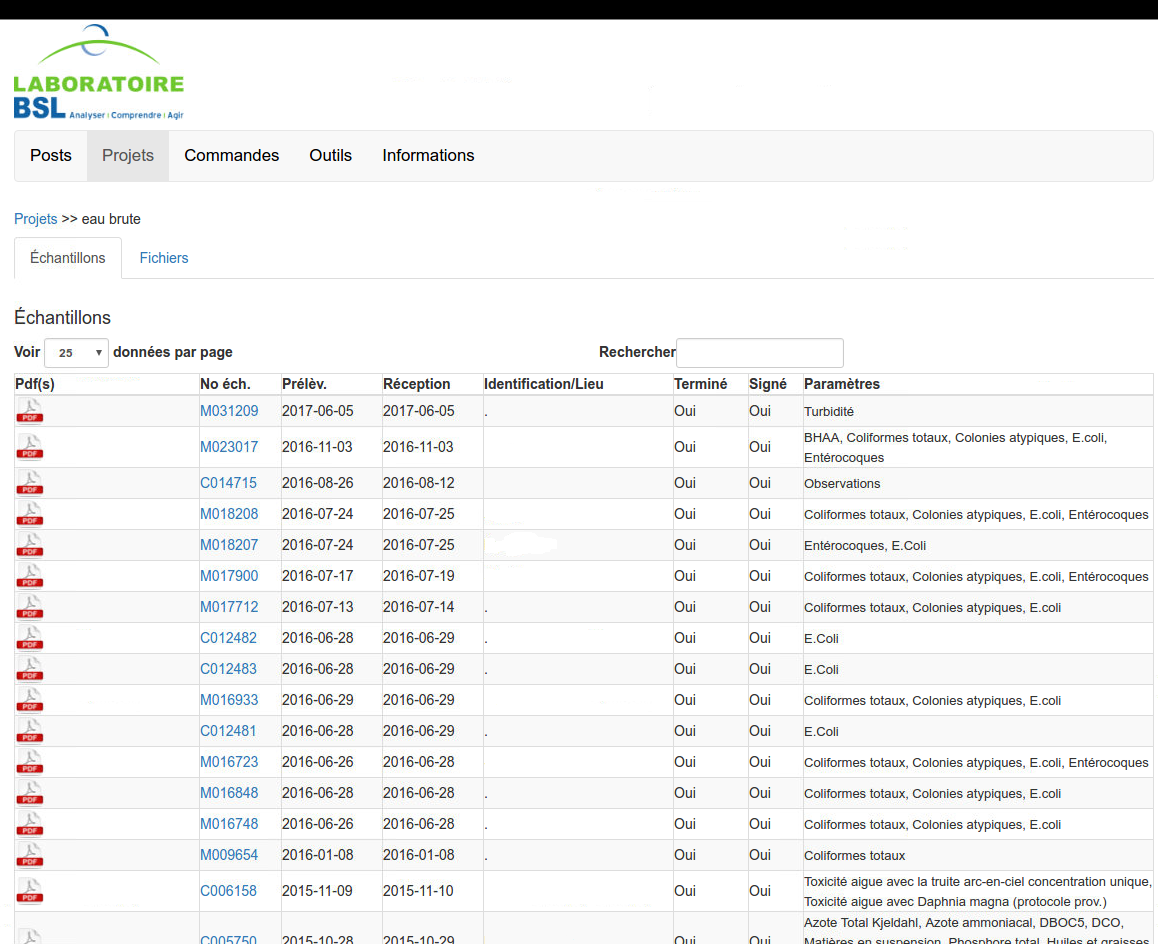 LABORATOIRE
BSL Analyser | Comprendre | Agir
Posts Projets Commandes Outils Informations
Projets >> eau brute
Échantillons Fichiers
Échantillons
Voir 25 données par page Rechercher
Pdf(s) No éch. Prélèv. Réception Identification/Lieu Terminé Signé Paramètres
PDF M031209 2017-06-05 2017-06-05 . Oui Oui Turbidité
PDF M023017 2016-11-03 2016-11-03 Oui Oui BHAA, Coliformes totaux, Colonies atypiques, E.coli,
Entérocoques
PDF C014715 2016-08-26 2016-08-12 Oui Oui Observations
PDF M018208 2016-07-24 2016-07-25 Oui Oui Coliformes totaux, Colonies atypiques, E.coli, Entérocoques
PDF M018207 2016-07-24 2016-07-25 Oui Oui Entérocoques, E.Coli
PDF M017900 2016-07-17 2016-07-19 Oui Oui Coliformes totaux, Colonies atypiques, E.coli, Entérocoques
PDF M017712 2016-07-13 2016-07-14 . Oui Oui Coliformes totaux, Colonies atypiques, E.coli
PDF C012482 2016-06-28 2016-06-29 . Oui Oui E.Coli
PDF C012483 2016-06-28 2016-06-29 . Oui Oui E.Coli
PDF M016933 2016-06-29 2016-06-29 . Oui Oui Coliformes totaux, Colonies atypiques, E.coli
PDF C012481 2016-06-28 2016-06-29 . Oui Oui E.Coli
PDF M016723 2016-06-26 2016-06-28 Oui Oui Coliformes totaux, Colonies atypiques, E.coli, Entérocoques
PDF M016848 2016-06-28 2016-06-28 . Oui Oui Coliformes totaux, Colonies atypiques, E.coli
PDF M016748 2016-06-26 2016-06-28 . Oui Oui Coliformes totaux, Colonies atypiques, E.coli
PDF M009654 2016-01-08 2016-01-08 . Oui Oui Coliformes totaux
PDF C006158 2015-11-09 2015-11-10 Oui Oui Toxicité aigue avec la truite arc-en-ciel concentration unique,
Toxicité aigue avec Daphnia magna (protocole prov.)
Azote Total Kjeldahl, Azote ammoniacal, DBOC5, DCO,
C005750 2015-10-28 2015-10-29 Oui Oui Matières en suspension, Phosphore total, Huiles et graisses